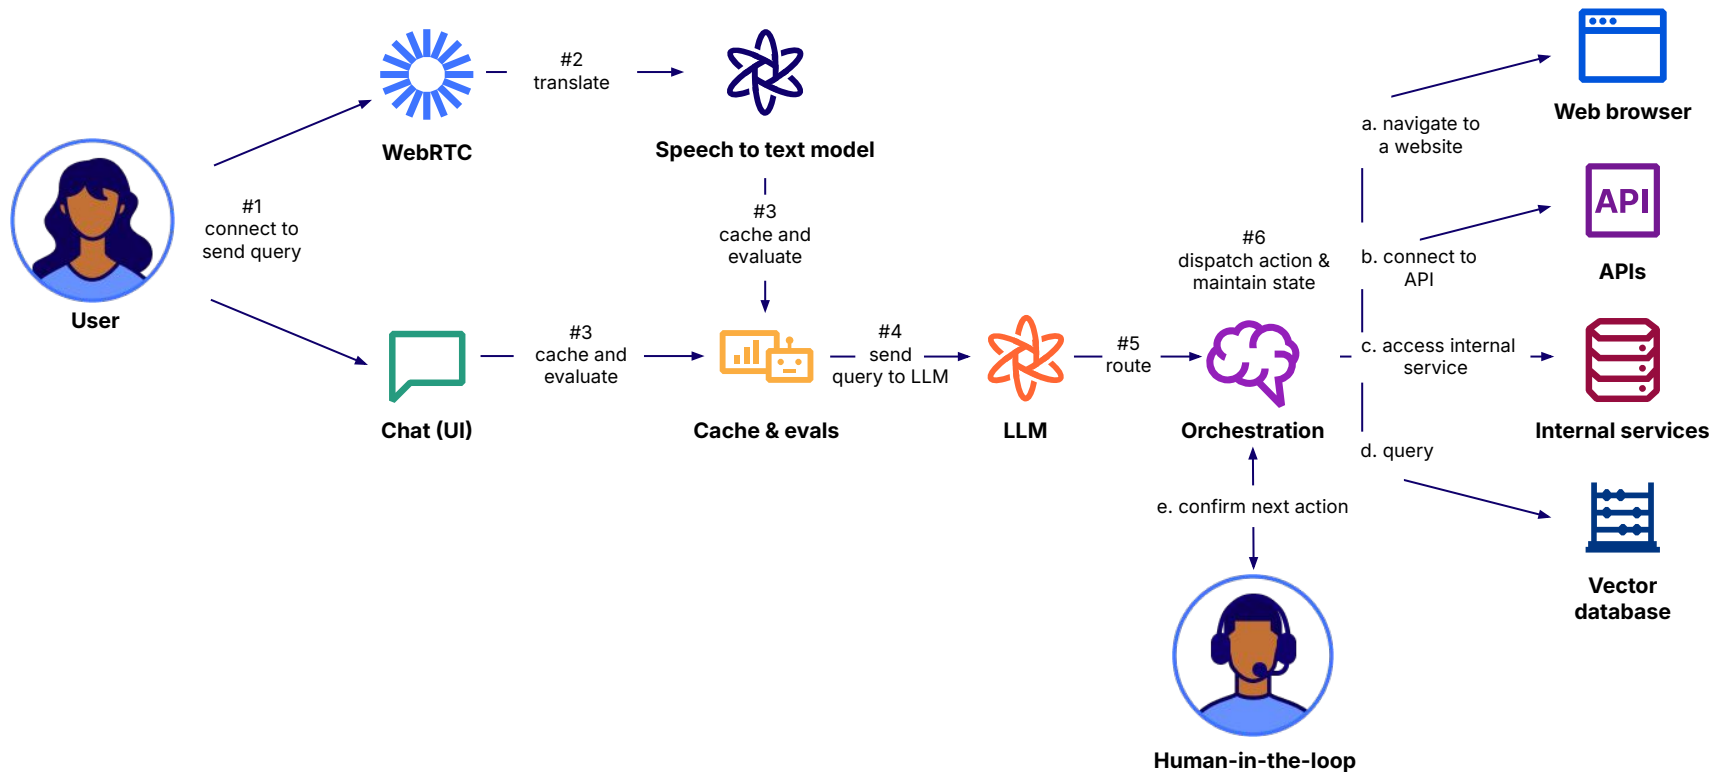 #1
connect to
send query
User
WebRTC
#2
translate
Speech to text model
#3
cache and
evaluate
Chat (UI)
#3
cache and
evaluate
Cache & evals
#4
send
query to LLM
LLM
#5
route
Orchestration
#6
dispatch action &
maintain state
a. navigate to
a website
Web browser
b. connect to
API
API
APIs
c. access internal
service
Internal services
d. query
Vector
database
e. confirm next action
Human-in-the-loop